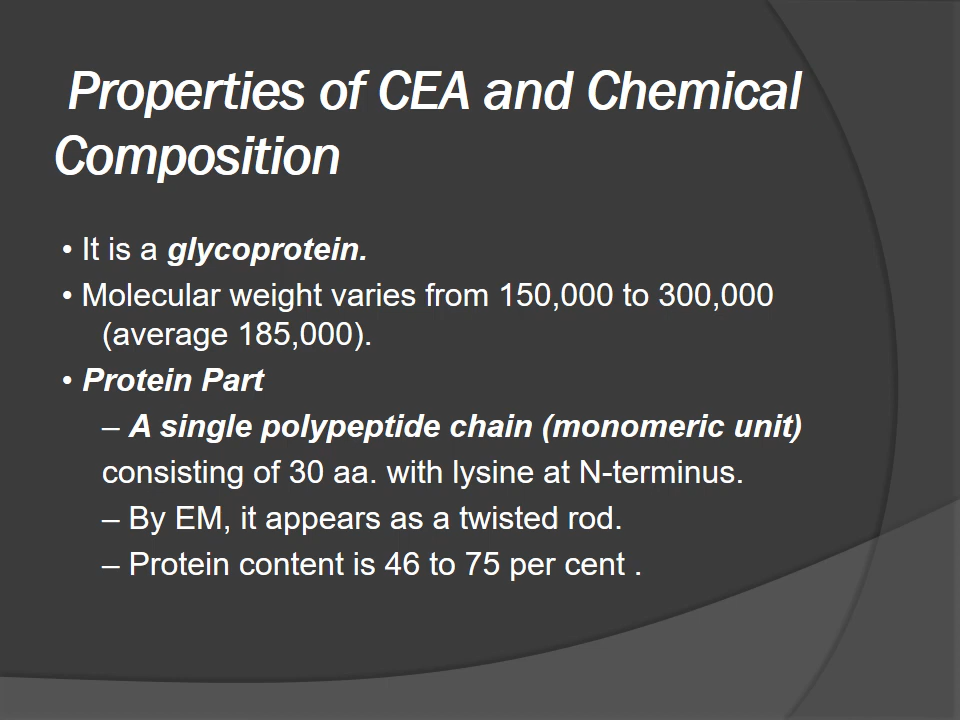 Properties of CEA and Chemical
Composition
• It is a glycoprotein.
• Molecular weight varies from 150,000 to 300,000
(average 185,000).
• Protein Part
– A single polypeptide chain (monomeric unit)
consisting of 30 aa. with lysine at N-terminus.
– By EM, it appears as a twisted rod.
– Protein content is 46 to 75 per cent .